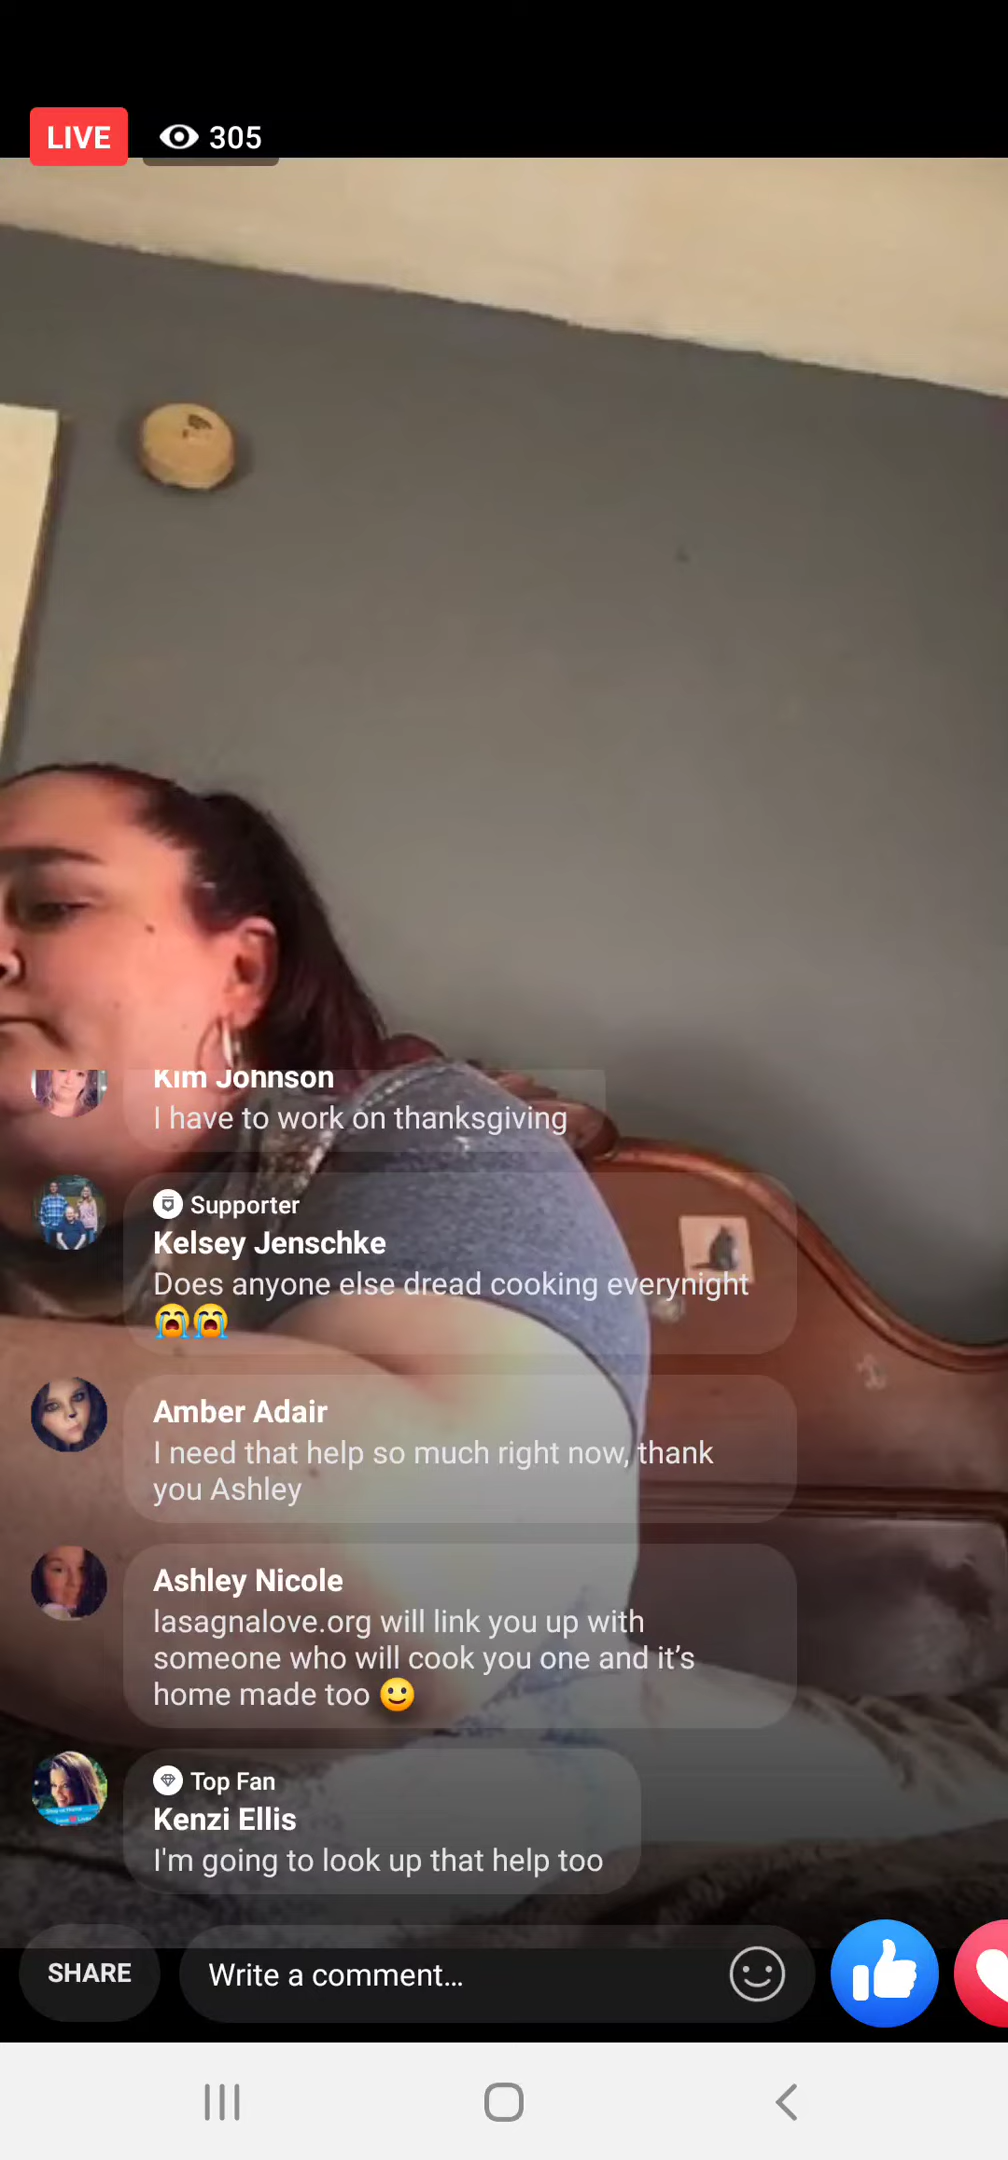 LIVE 305
Kim Johnson
I have to work on thanksgiving
Supporter
Kelsey Jenschke
Does anyone else dread cooking everynight
😭😭
Amber Adair
I need that help so much right now, thank
you Ashley
Ashley Nicole
lasagnalove.org will link you up with
someone who will cook you one and it’s
home made too 🙂
Top Fan
Kenzi Ellis
I'm going to look up that help too
SHARE Write a comment...